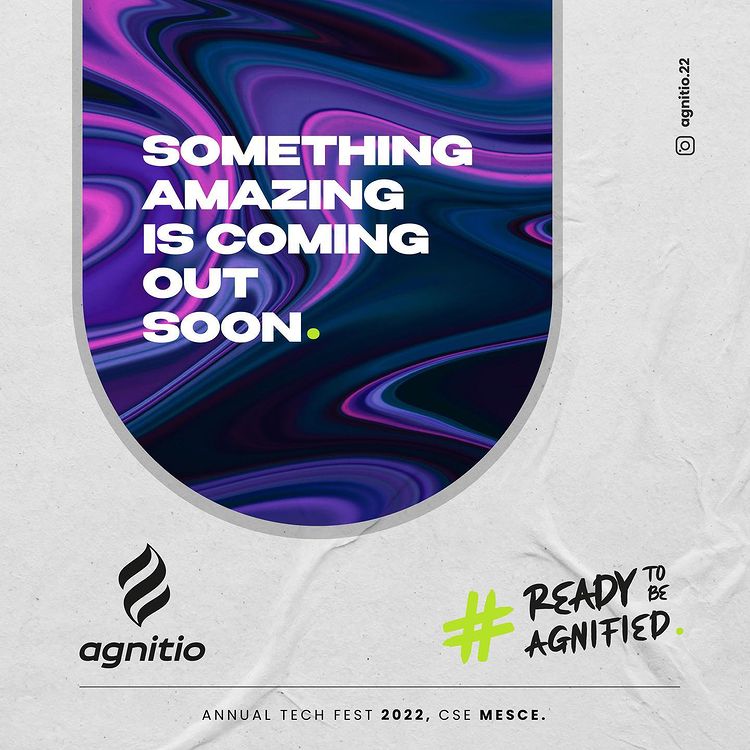 agnitio.22
SOMETHING
AMAZING
IS COMING
OUT
SOON.
agnitio
# READY TO BE
AGNIFIED.
ANNUAL TECH FEST 2022, CSE MESCE.